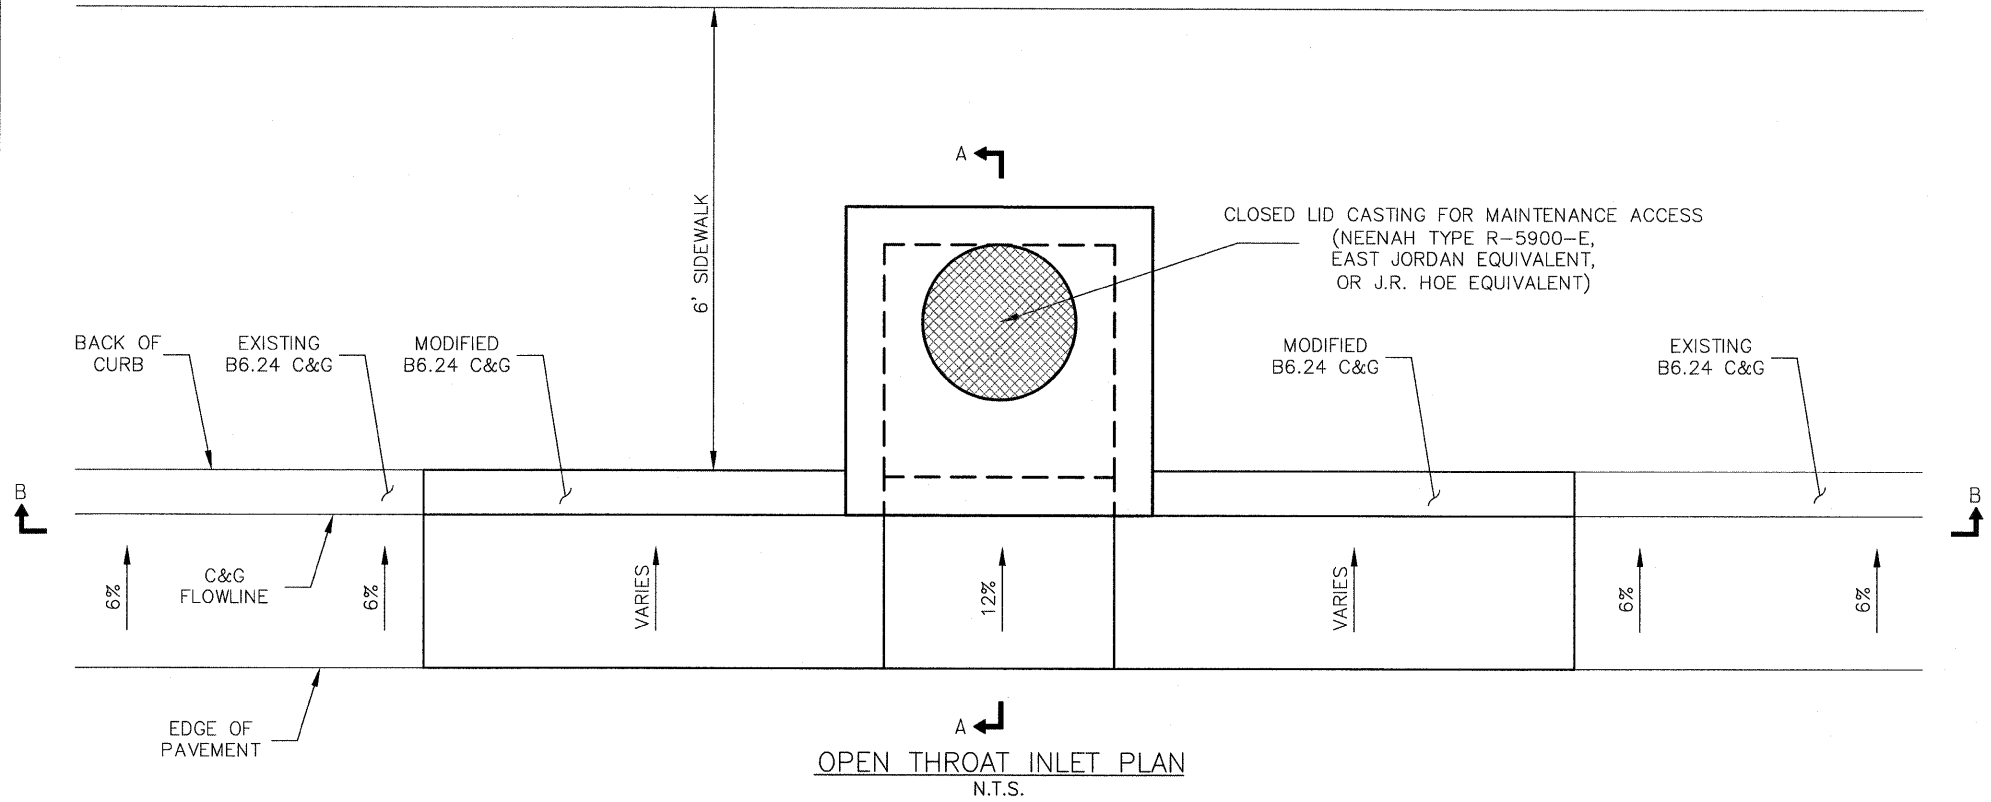 A
6' SIDEWALK
CLOSED LID CASTING FOR MAINTENANCE ACCESS
(NEENAH TYPE R-5900-E,
EAST JORDAN EQUIVALENT,
OR J.R. HOE EQUIVALENT)
BACK OF
CURB
EXISTING
B6.24 C&G
MODIFIED
B6.24 C&G
MODIFIED
B6.24 C&G
EXISTING
B6.24 C&G
B
B
C&G
FLOWLINE
6%
6%
VARIES
12%
VARIES
6%
6%
EDGE OF
PAVEMENT
A
OPEN THROAT INLET PLAN
N.T.S.